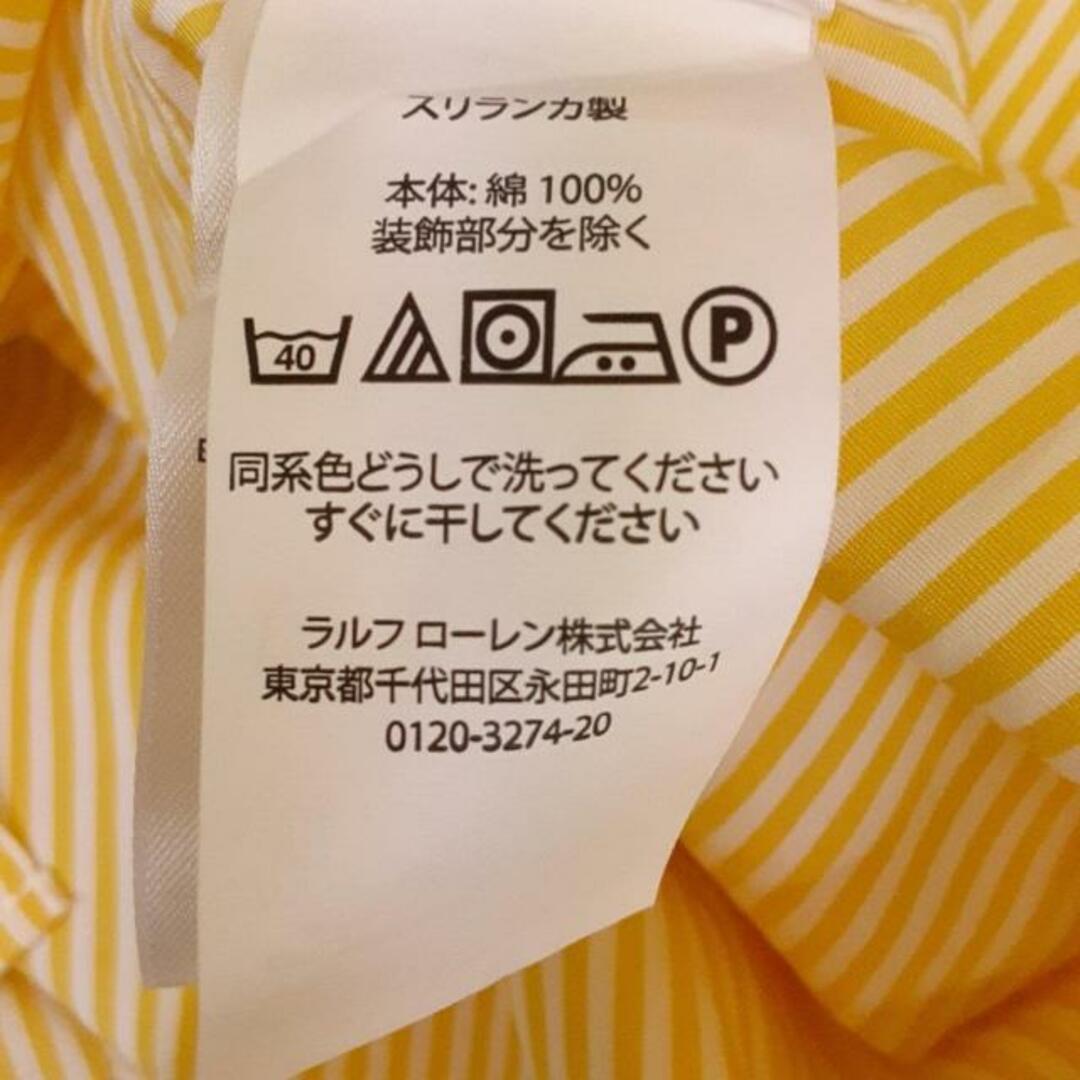 スリランカ製
本体: 綿 100%
装飾部分を除く
40 P
同系色どうしで洗ってください
すぐに干してください
ラルフ ローレン株式会社
東京都千代田区永田町2-10-1
0120-3274-20